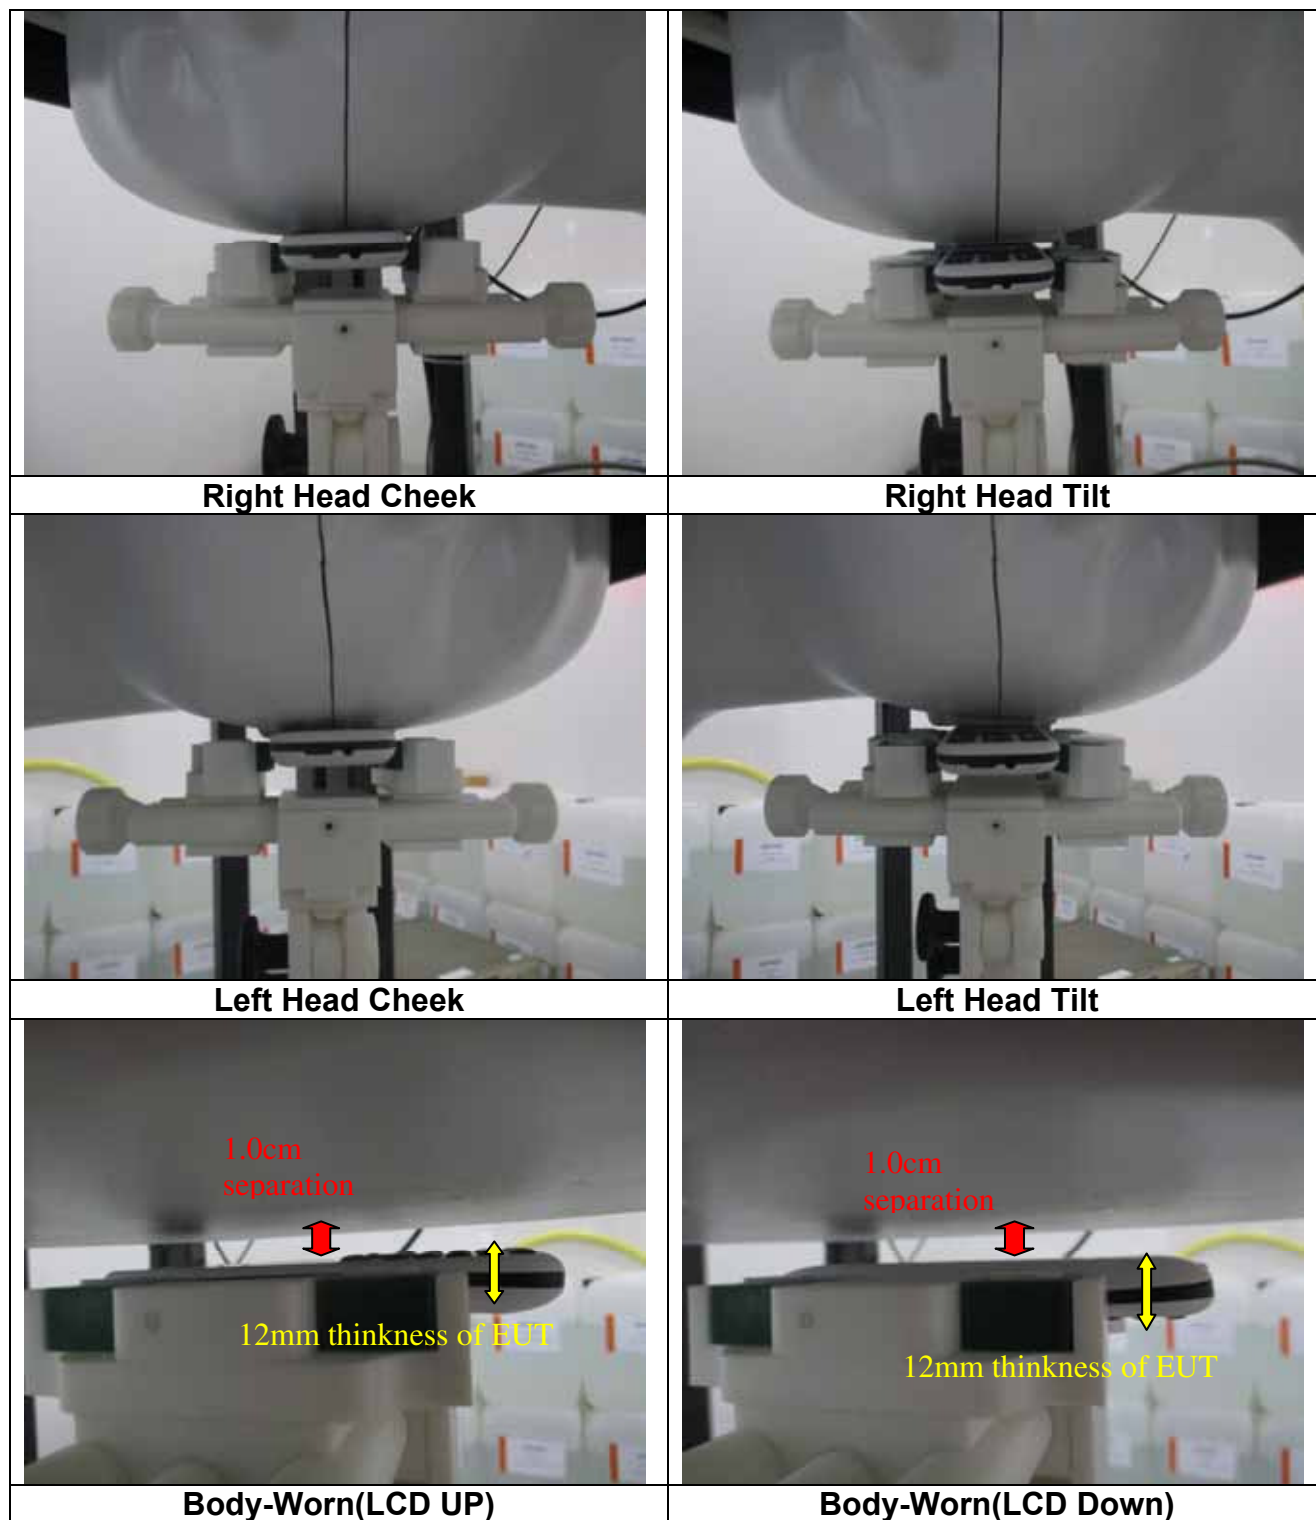 Right Head Cheek
Right Head Tilt
Left Head Cheek
Left Head Tilt
1.0cm
separation
12mm thinkness of EUT
1.0cm
separation
12mm thinkness of EUT
Body-Worn(LCD UP)
Body-Worn(LCD Down)